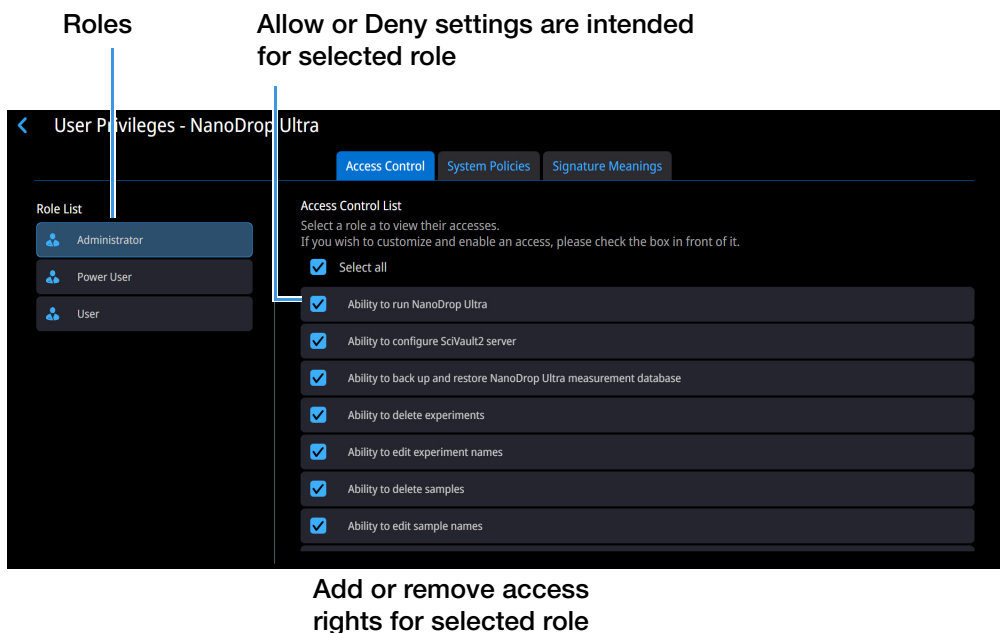 Roles
Allow or Deny settings are intended
for selected role
User Privileges - NanoDrop Ultra
Access Control
System Policies
Signature Meanings
Role List
Administrator
Power User
User
Access Control List
Select a role a to view their accesses.
If you wish to customize and enable an access, please check the box in front of it.
Select all
Ability to run NanoDrop Ultra
Ability to configure SciVault2 server
Ability to back up and restore NanoDrop Ultra measurement database
Ability to delete experiments
Ability to edit experiment names
Ability to delete samples
Ability to edit sample names
Add or remove access
rights for selected role